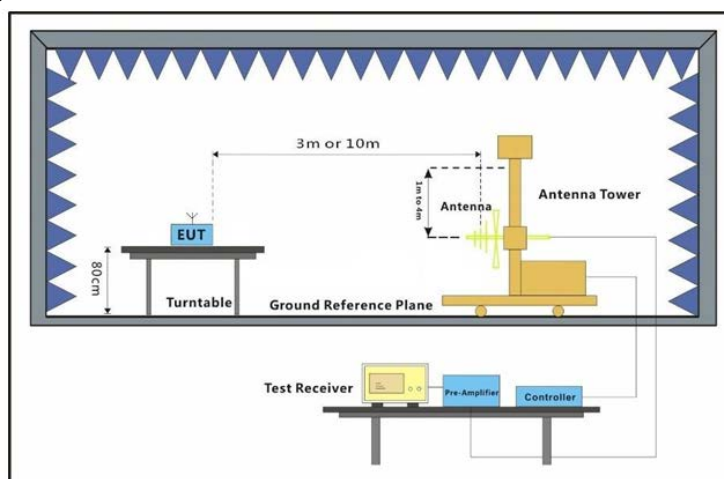 3m or 10m
1m to 4m
Antenna Tower
Antenna
EUT
80cm
Turntable
Ground Reference Plane
Test Receiver
Pre-Amplifier
Controller